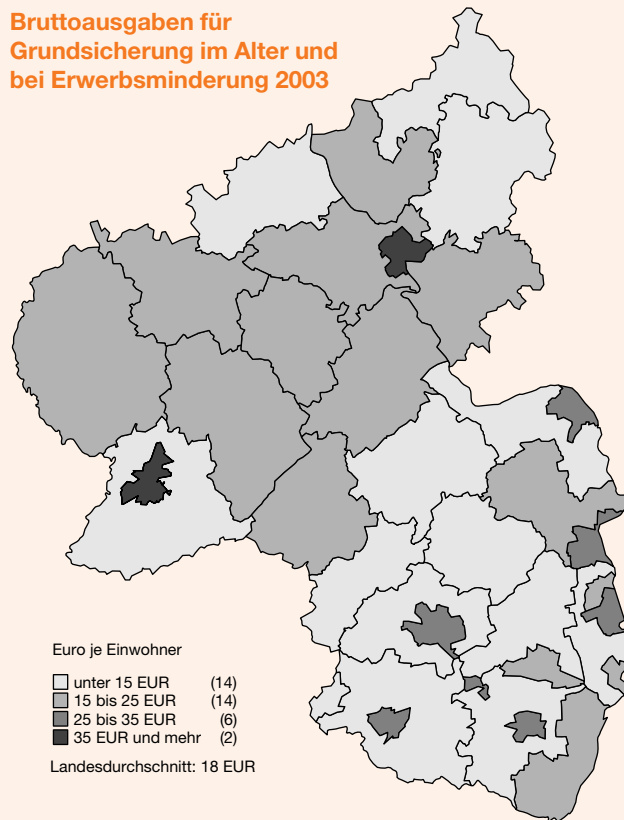 Bruttoausgaben für
Grundsicherung im Alter und
bei Erwerbsminderung 2003
Euro je Einwohner
unter 15 EUR (14)
15 bis 25 EUR (14)
25 bis 35 EUR (6)
35 EUR und mehr (2)
Landesdurchschnitt: 18 EUR